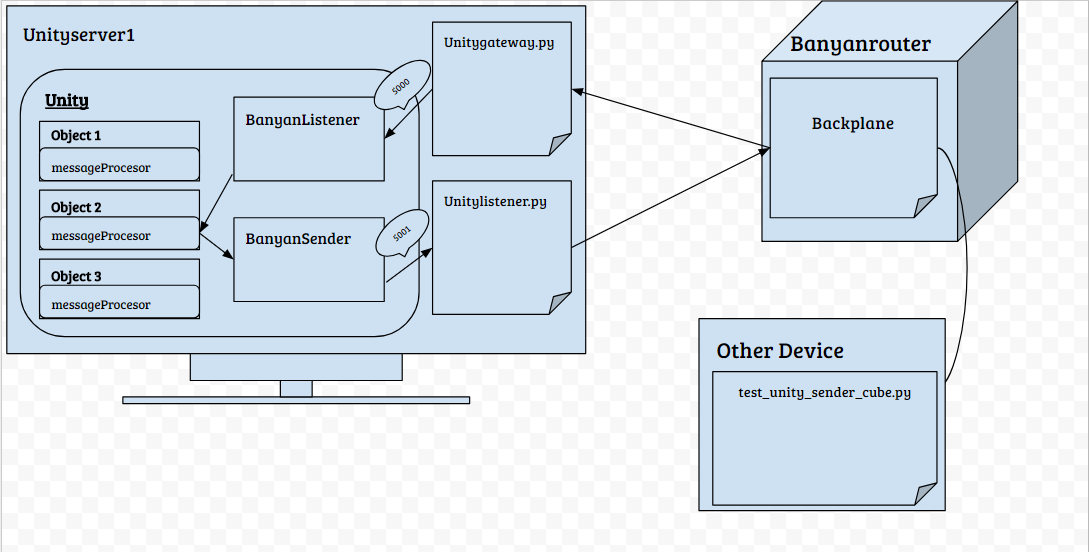 Unityserver1
Unity
Object 1
messageProcesor
Object 2
messageProcesor
Object 3
messageProcesor
BanyanListener
BanyanSender
5000
5001
Unitygateway.py
Unitylistener.py
Banyanrouter
Backplane
Other Device
test_unity_sender_cube.py